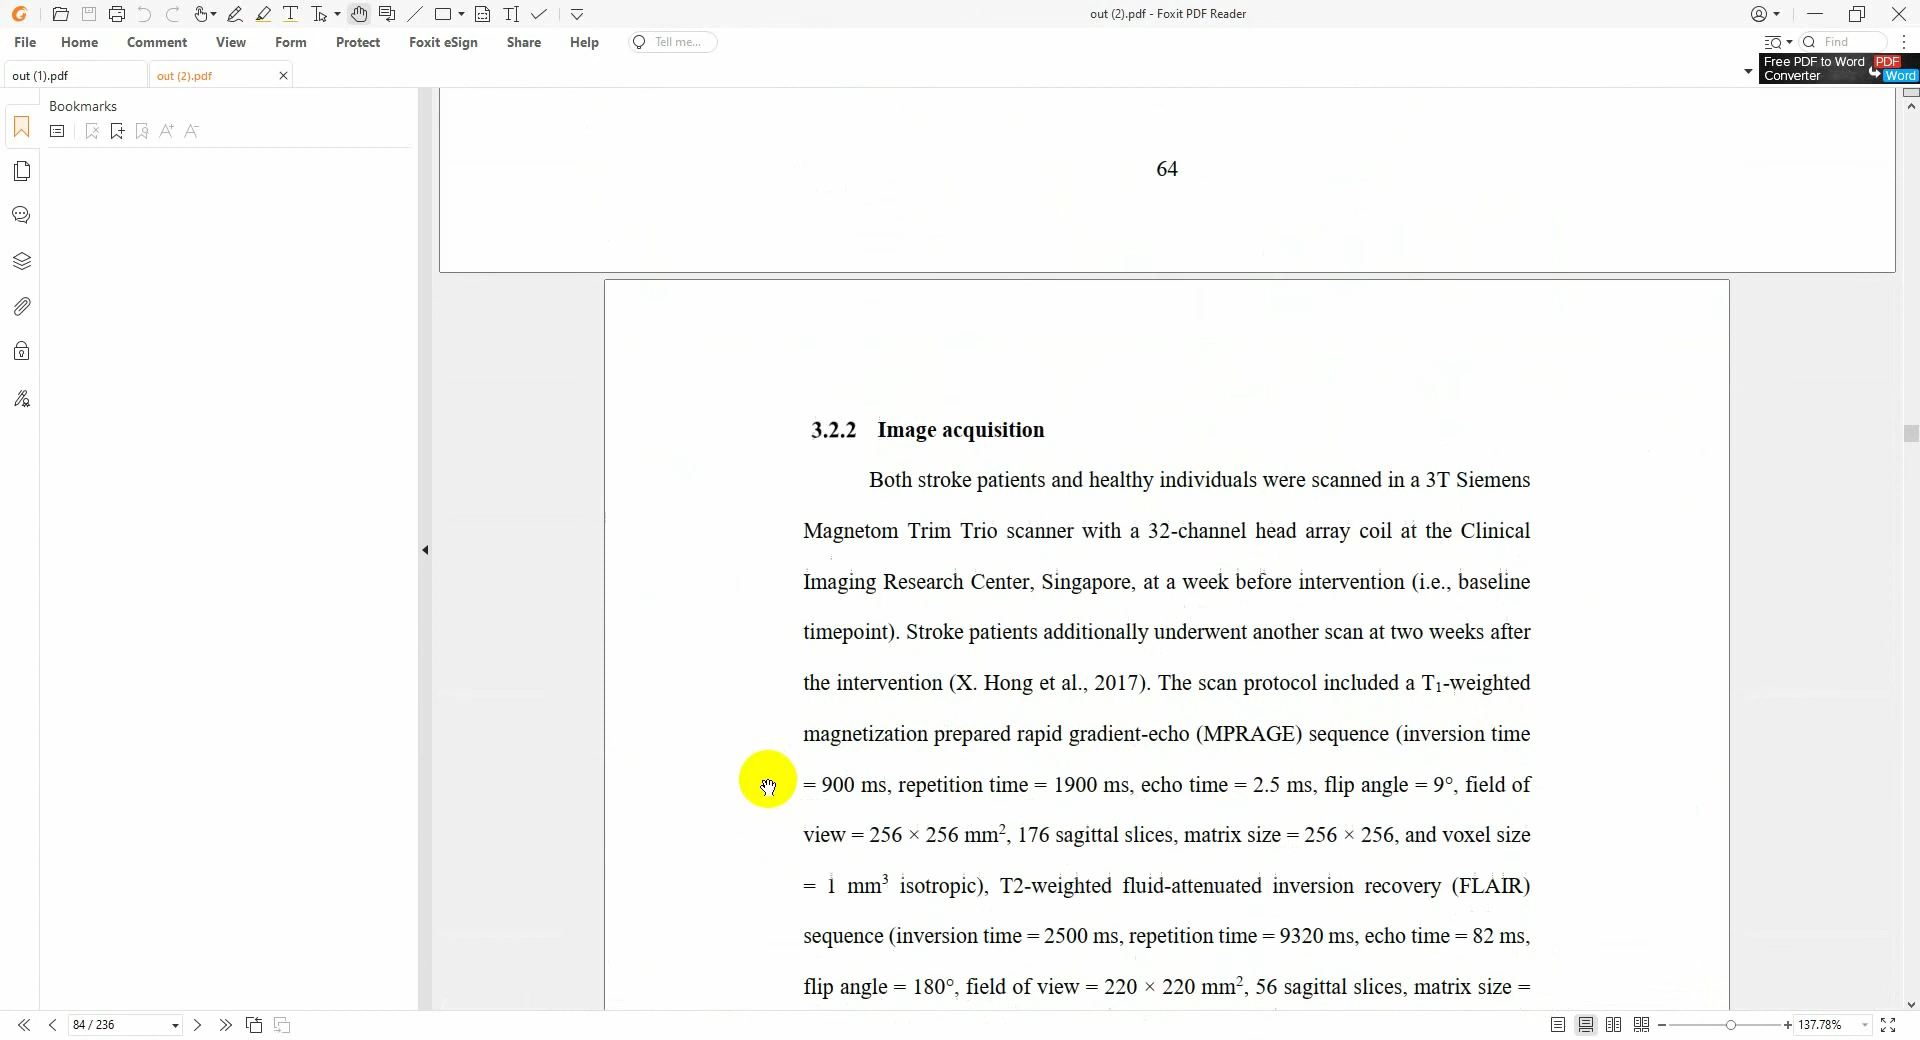 out (2).pdf - Foxit PDF Reader
File Home Comment View Form Protect Foxit eSign Share Help Tell me... Find
out (1).pdf out (2).pdf
Free PDF to Word
Converter
PDF
Word
Bookmarks
64
3.2.2 Image acquisition
Both stroke patients and healthy individuals were scanned in a 3T Siemens
Magnetom Trim Trio scanner with a 32-channel head array coil at the Clinical
Imaging Research Center, Singapore, at a week before intervention (i.e., baseline
timepoint). Stroke patients additionally underwent another scan at two weeks after
the intervention (X. Hong et al., 2017). The scan protocol included a T₁-weighted
magnetization prepared rapid gradient-echo (MPRAGE) sequence (inversion time
= 900 ms, repetition time = 1900 ms, echo time = 2.5 ms, flip angle = 9°, field of
view = 256 × 256 mm², 176 sagittal slices, matrix size = 256 × 256, and voxel size
= 1 mm³ isotropic), T2-weighted fluid-attenuated inversion recovery (FLAIR)
sequence (inversion time = 2500 ms, repetition time = 9320 ms, echo time = 82 ms,
flip angle = 180°, field of view = 220 × 220 mm², 56 sagittal slices, matrix size =
84 / 236
137.78%